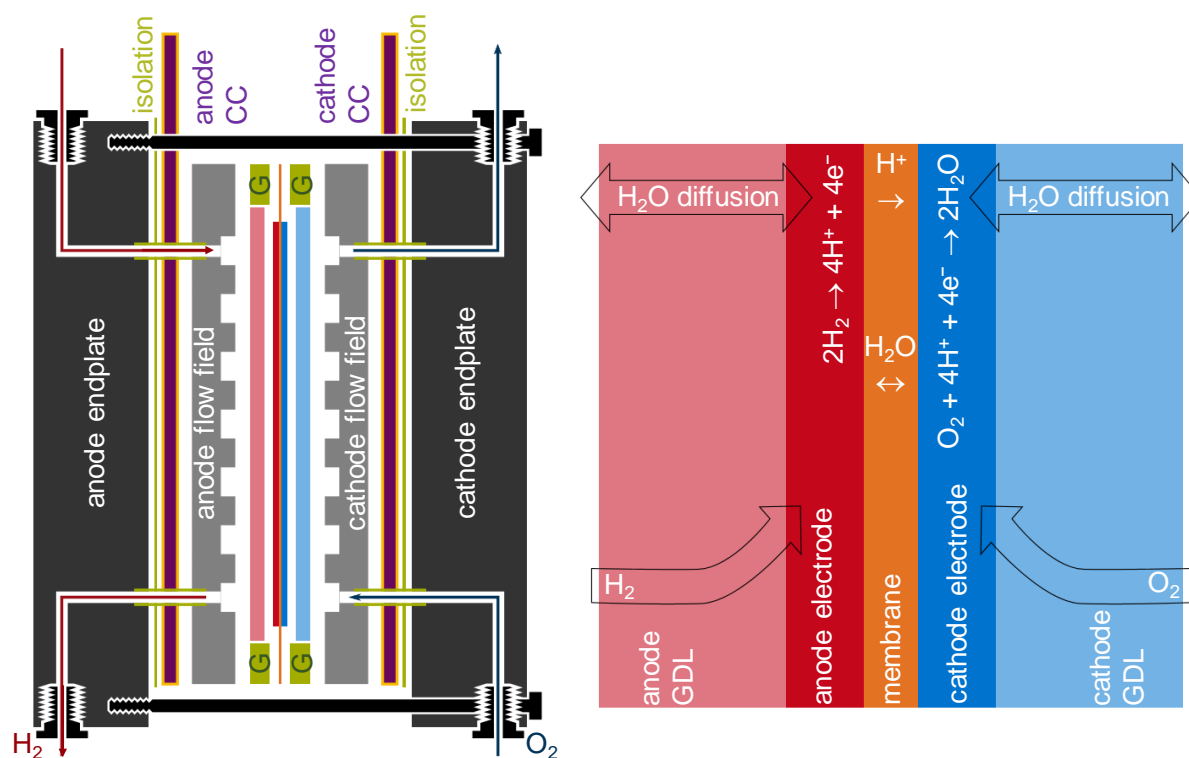 isolation
anode
CC
cathode
CC
isolation
G
G
anode endplate
anode flow field
cathode flow field
cathode endplate
G
G
H₂
O₂
H₂O diffusion
2H₂ → 4H⁺ + 4e⁻
H⁺
→
H₂O
↔
O₂ + 4H⁺ + 4e⁻ → 2H₂O
H₂O diffusion
H₂
O₂
anode
GDL
anode electrode
membrane
cathode electrode
cathode
GDL